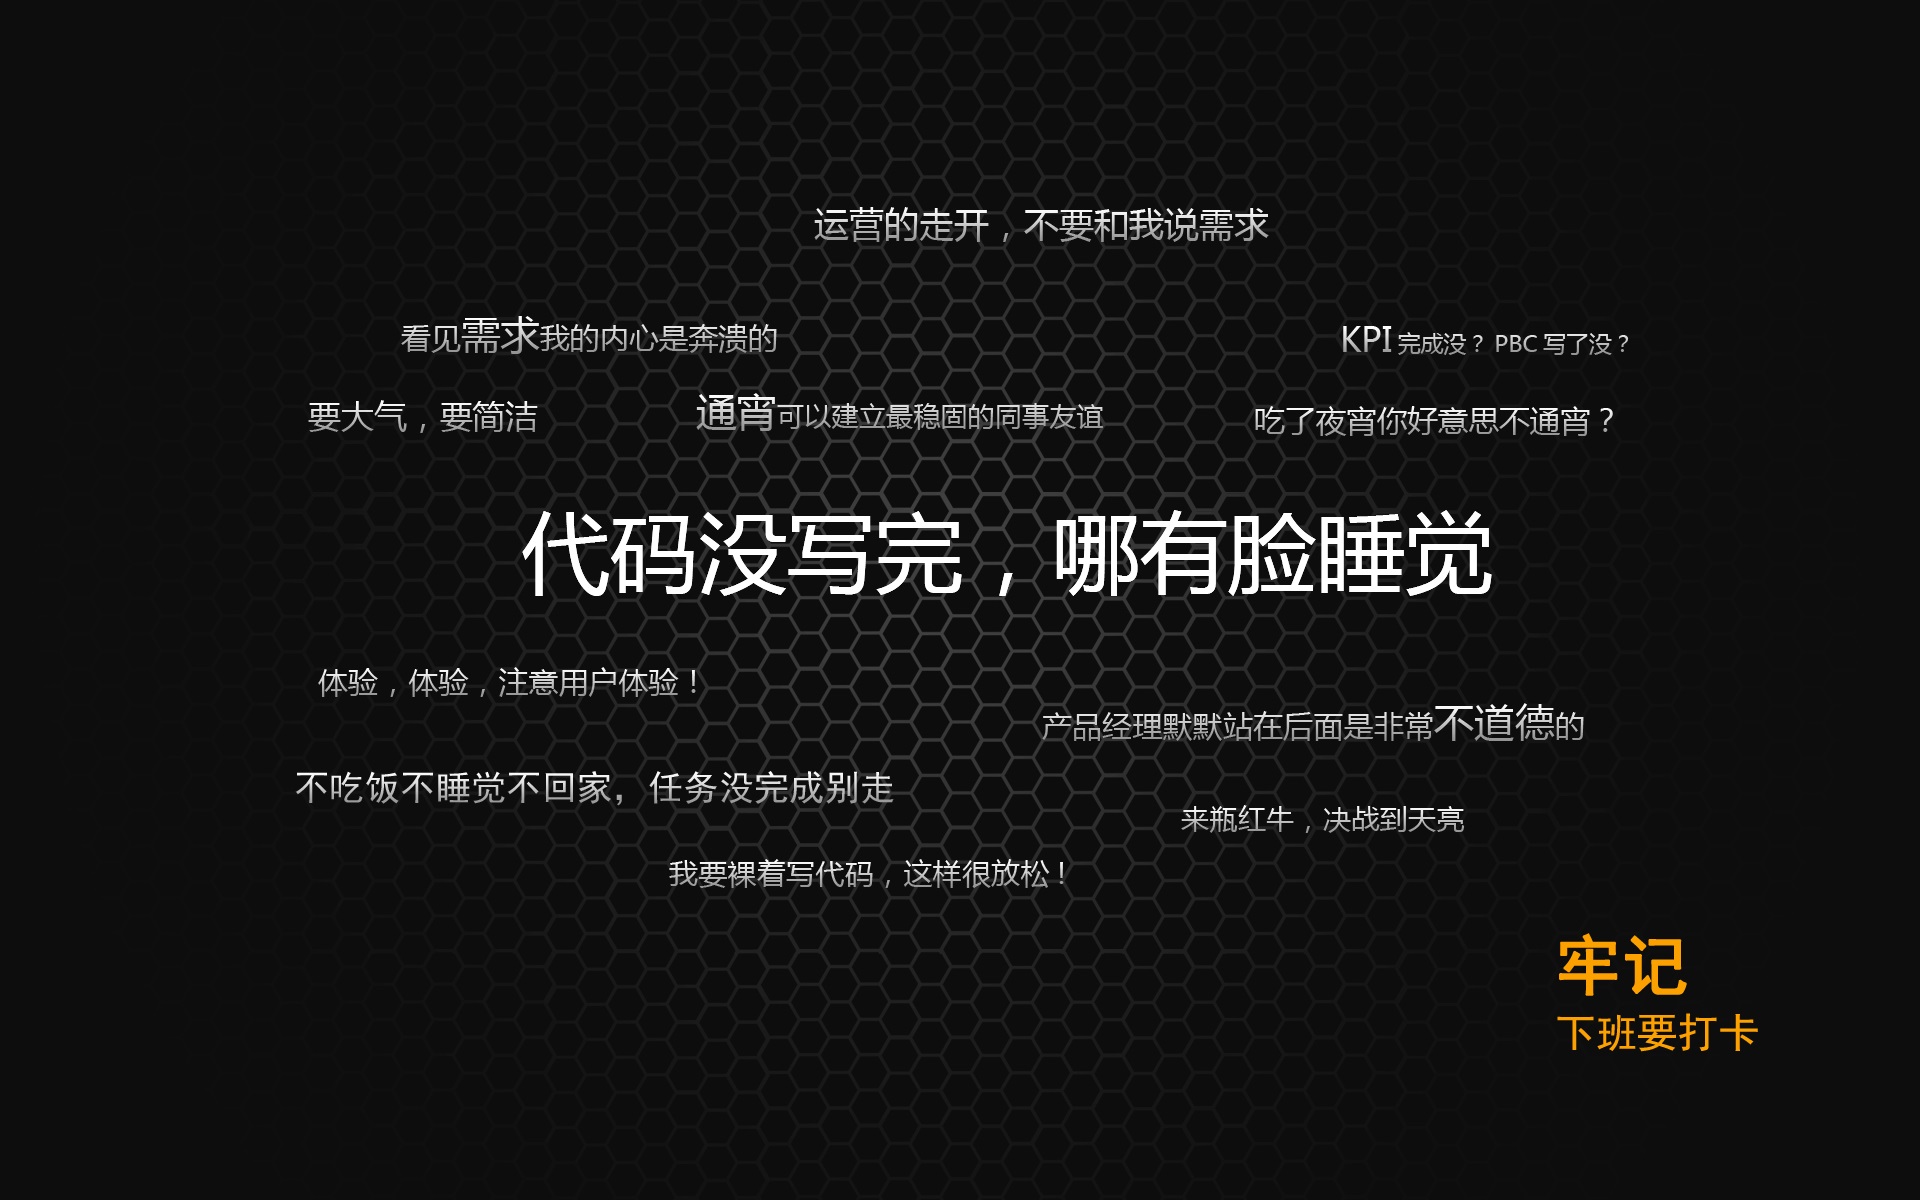 运营的走开，不要和我说需求
看见需求我的内心是奔溃的
KPI 完成没？ PBC 写了没？
要大气，要简洁
通宵可以建立最稳固的同事友谊
吃了夜宵你好意思不通宵？
代码没写完，哪有脸睡觉
体验，体验，注意用户体验！
产品经理默默站在后面是非常不道德的
不吃饭不睡觉不回家，任务没完成别走
来瓶红牛，决战到天亮
我要裸着写代码，这样很放松！
牢记
下班要打卡